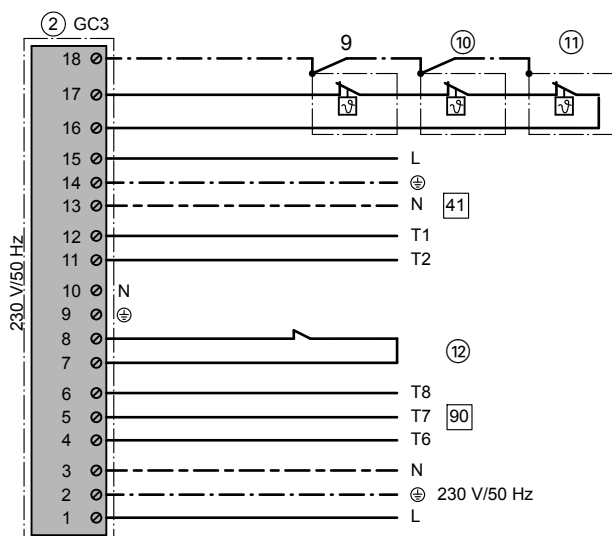 ② GC3
18 9 ⑩ ⑪
17 ϑ ϑ ϑ
16
15 L
14
13 N 41
12 T1
11 T2
10 N
9
8
7 ⑫
6 T8
5 T7 90
4 T6
3 N
2 230 V/50 Hz
1 L
230 V/50 Hz